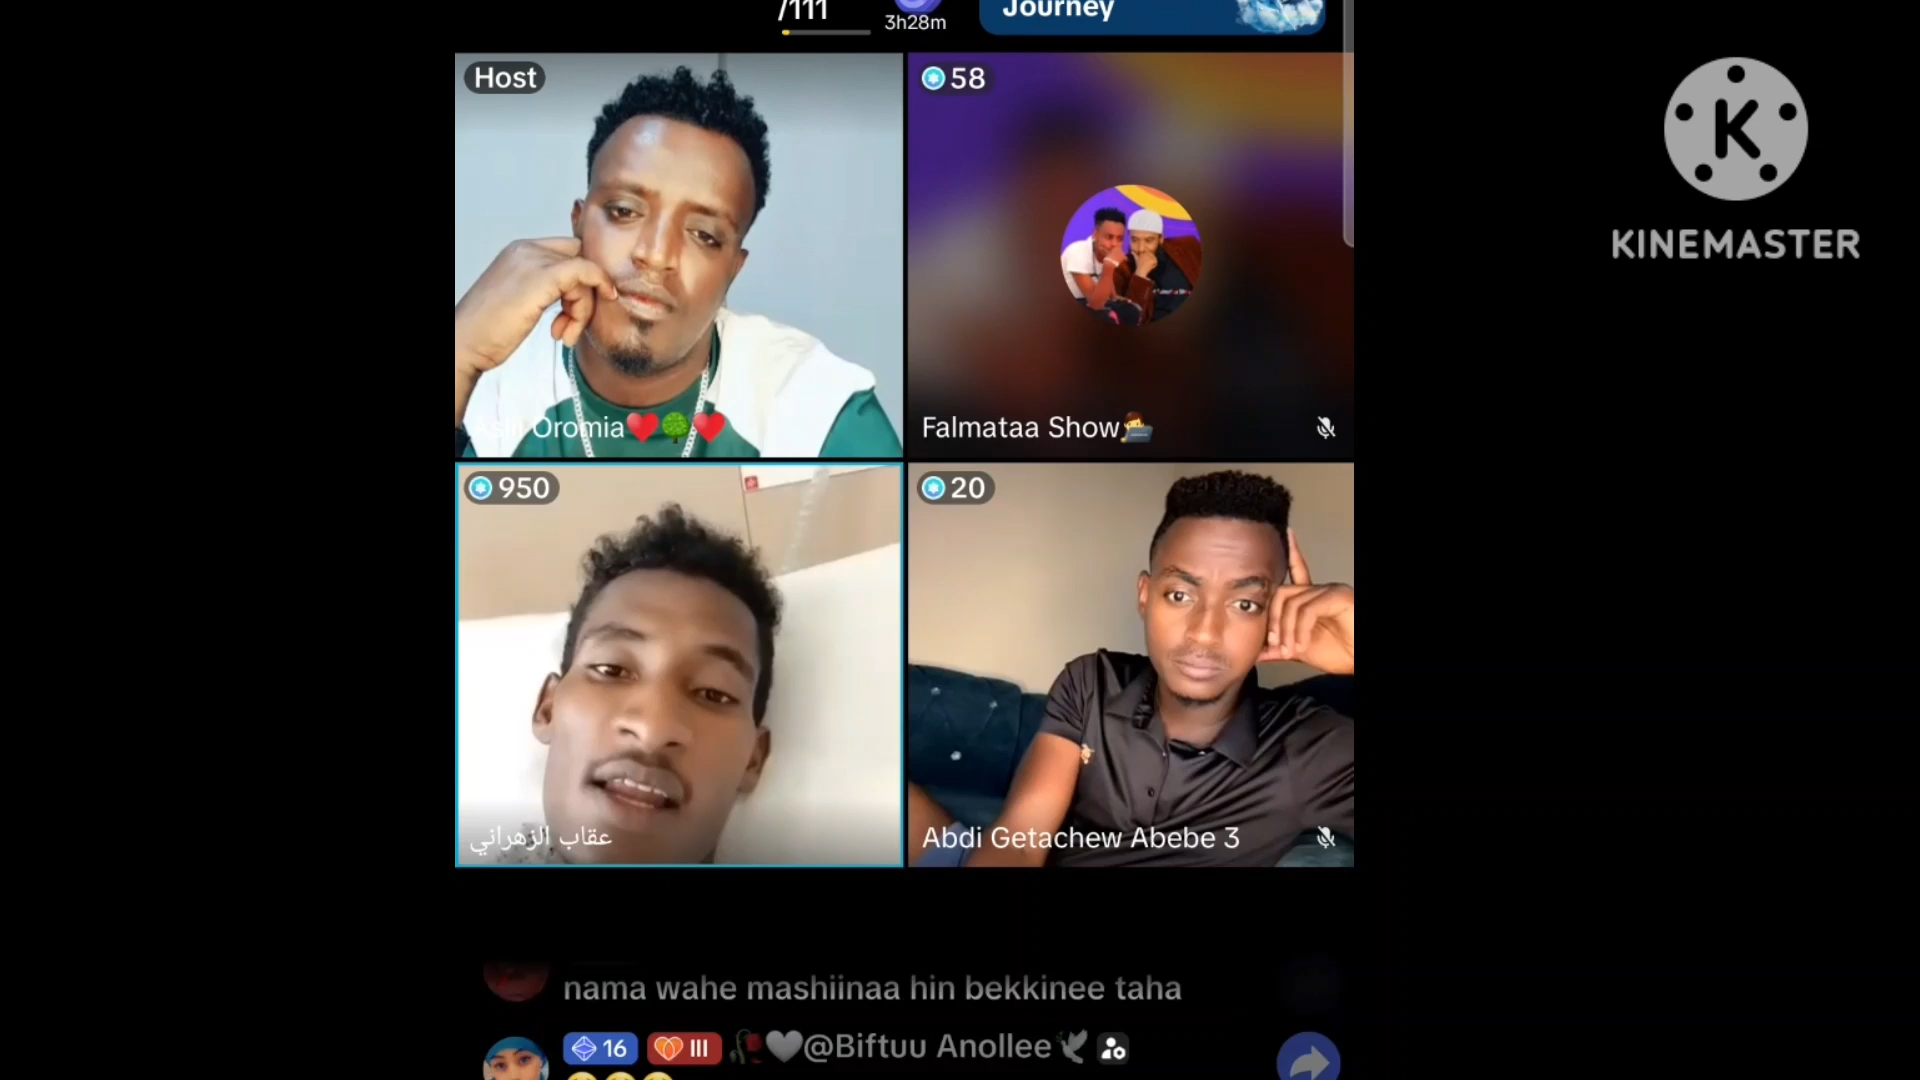 /111
3h28m
Journey
Host
58
KINEMASTER
Oromia❤️🌳❤️
Falmataa Show👨‍💻
950
20
عقاب الزهراني
Abdi Getachew Abebe 3
nama wahe mashiinaa hin bekkinee taha
16 III 🥀🤍@Biftuu Anollee🕊